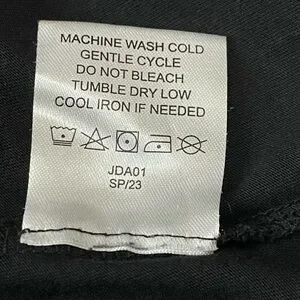 MACHINE WASH COLD
GENTLE CYCLE
DO NOT BLEACH
TUMBLE DRY LOW
COOL IRON IF NEEDED
JDA01
SP/23